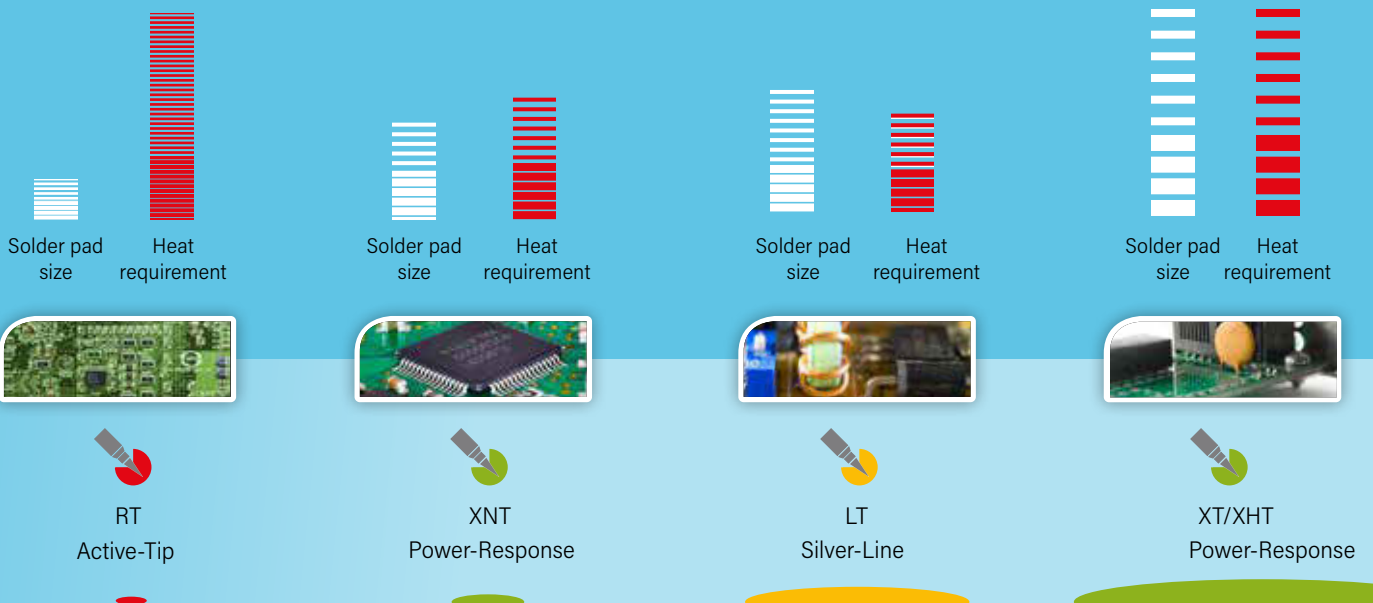 Solder pad
size
Heat
requirement
Solder pad
size
Heat
requirement
Solder pad
size
Heat
requirement
Solder pad
size
Heat
requirement
RT
Active-Tip
XNT
Power-Response
LT
Silver-Line
XT/XHT
Power-Response